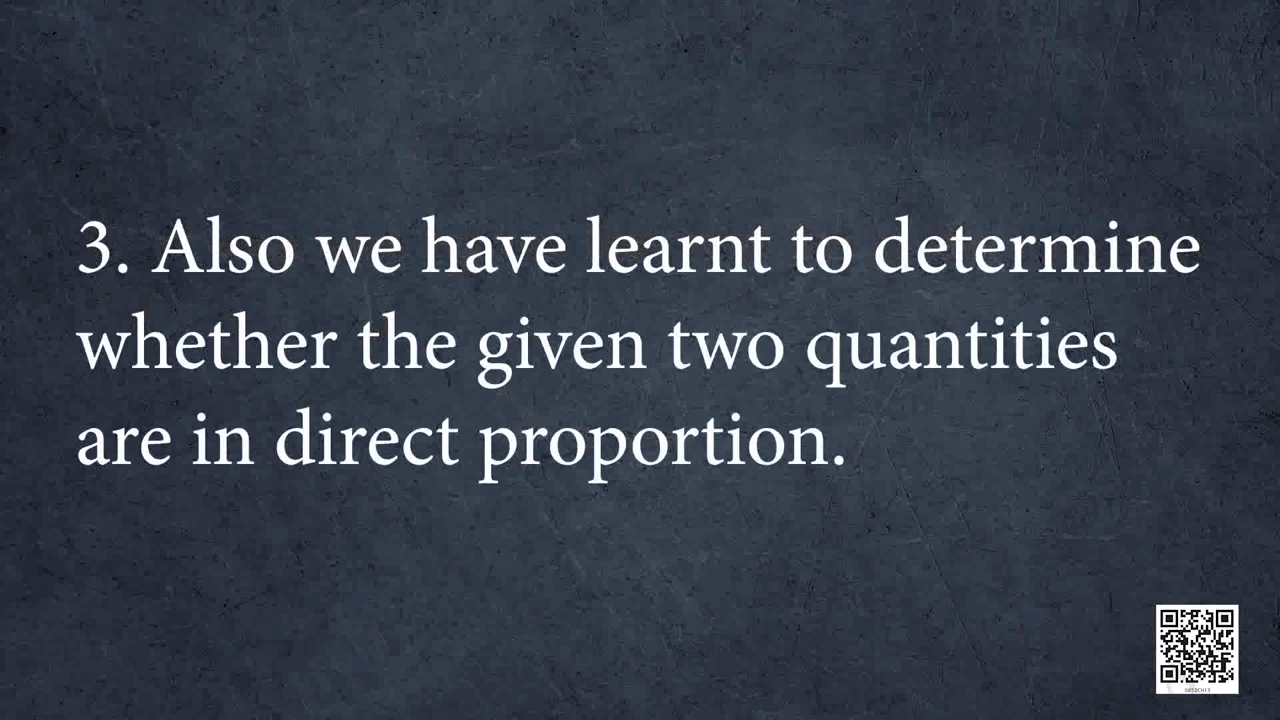 3. Also we have learnt to determine
whether the given two quantities
are in direct proportion.